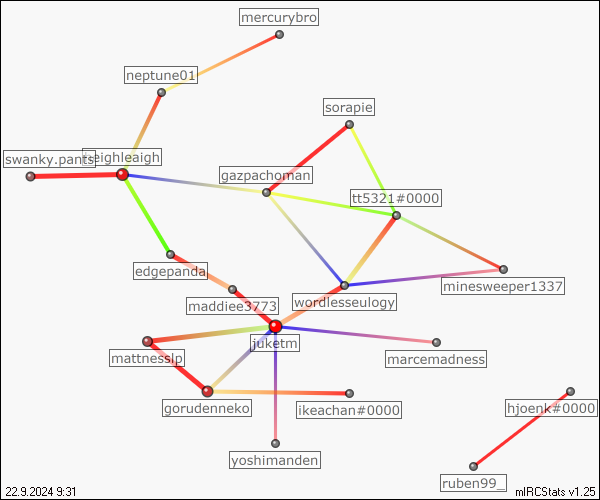 mercurybro
neptune01
sorapie
swanky.pants
eighleaigh
gazpachoman
tt5321#0000
edgepanda
minesweeper1337
maddiee3773
wordlesseulogy
juketm
mattnesslp
marcemadness
gorudenneko
ikeachan#0000
hjoenk#0000
yoshimanden
ruben99_
22.9.2024 9:31
mIRCStats v1.25